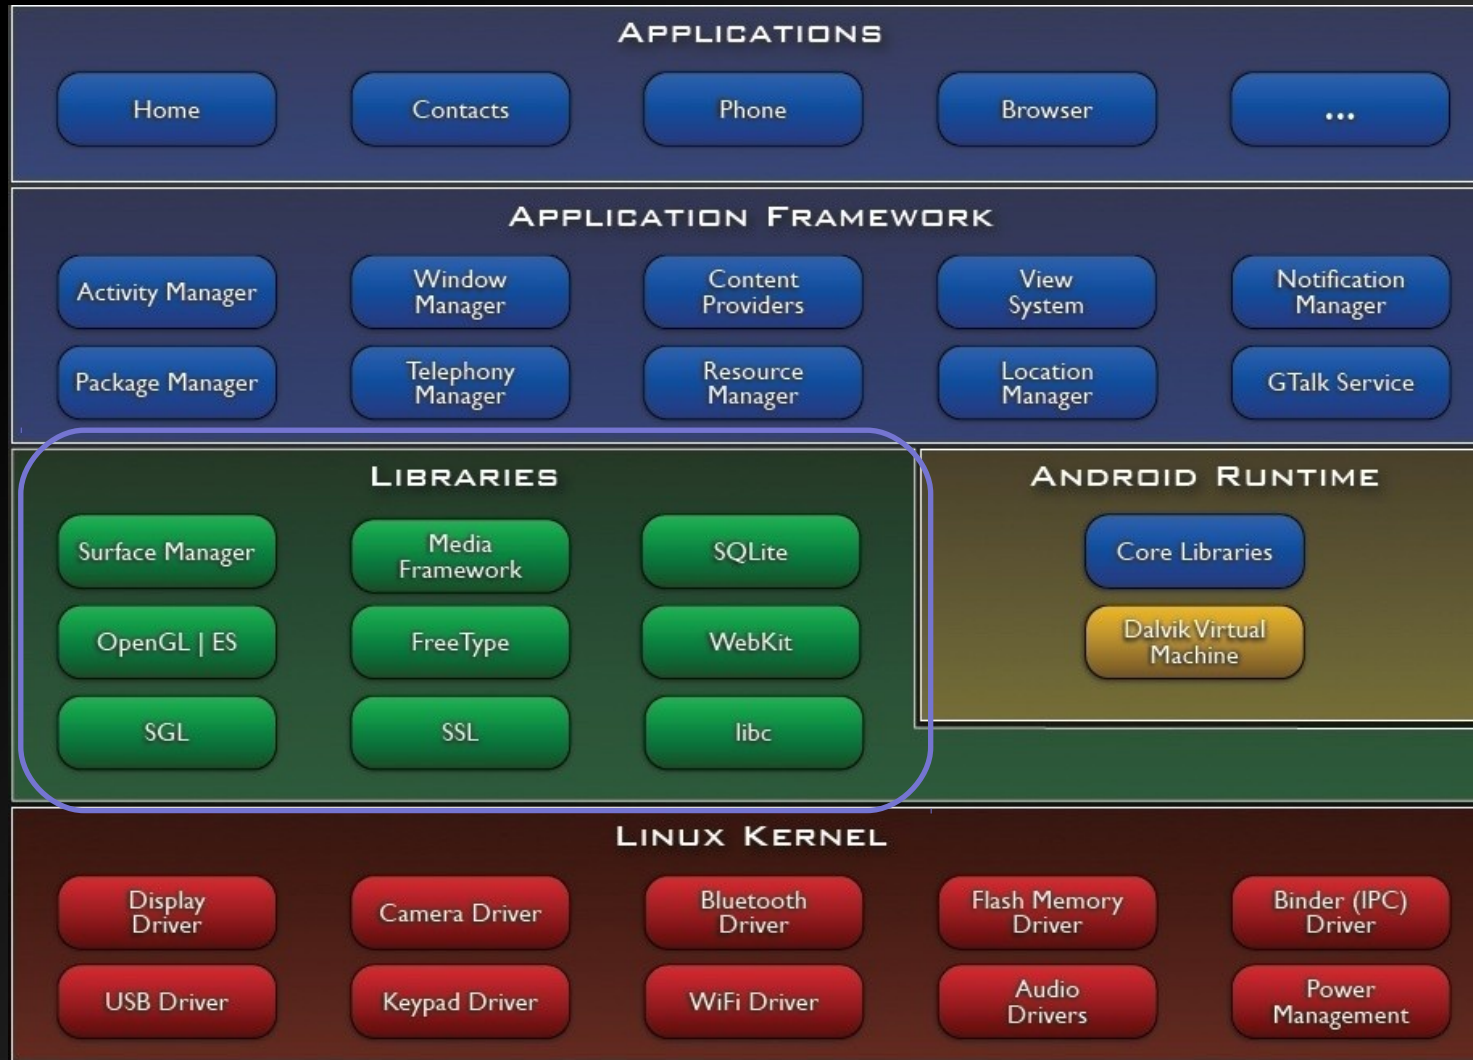 APPLICATIONS
Home
Contacts
Phone
Browser
...
APPLICATION FRAMEWORK
Activity Manager
Window
Manager
Content
Providers
View
System
Notification
Manager
Package Manager
Telephony
Manager
Resource
Manager
Location
Manager
GTalk Service
LIBRARIES
Surface Manager
Media
Framework
SQLite
OpenGL | ES
FreeType
WebKit
SGL
SSL
libc
ANDROID RUNTIME
Core Libraries
Dalvik Virtual
Machine
LINUX KERNEL
Display
Driver
Camera Driver
Bluetooth
Driver
Flash Memory
Driver
Binder (IPC)
Driver
USB Driver
Keypad Driver
WiFi Driver
Audio
Drivers
Power
Management